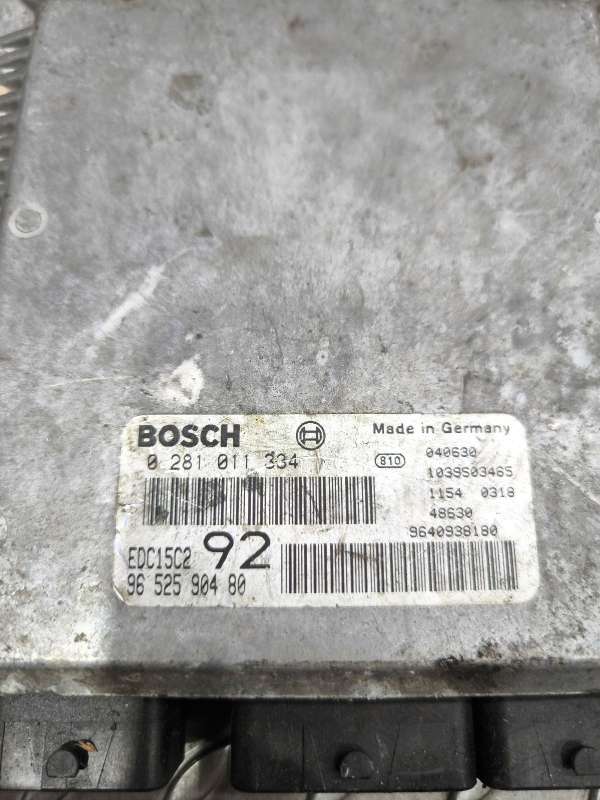 BOSCH
Made in Germany
0 281 011 334
810
040630
1039S03465
1154 0318
48630
9640938180
EDC15C2 92
96 525 904 80